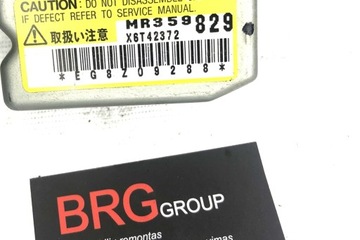 CAUTION: DO NOT DISASSEMBLE
IF DEFECT REFER TO SERVICE MANUAL.
MR359829
取扱い注意 X6T42372
*EG8Z09288*
BRG GROUP
remontas